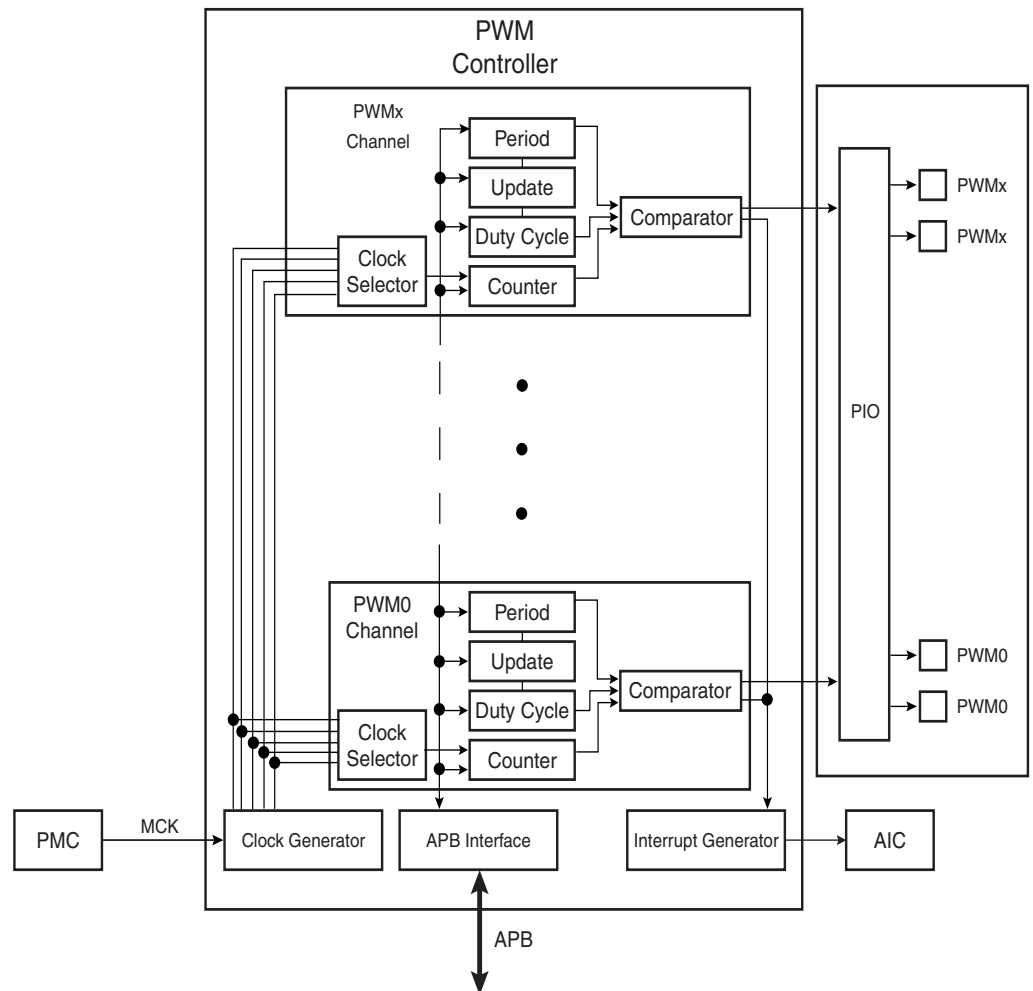 PWM
Controller
PWMx
Channel
Period
Update
Duty Cycle
Clock
Selector
Counter
Comparator
PIO
PWMx
PWMx
PWM0
Channel
Period
Update
Duty Cycle
Clock
Selector
Counter
Comparator
PWM0
PWM0
PMC
MCK
Clock Generator
APB Interface
Interrupt Generator
AIC
APB